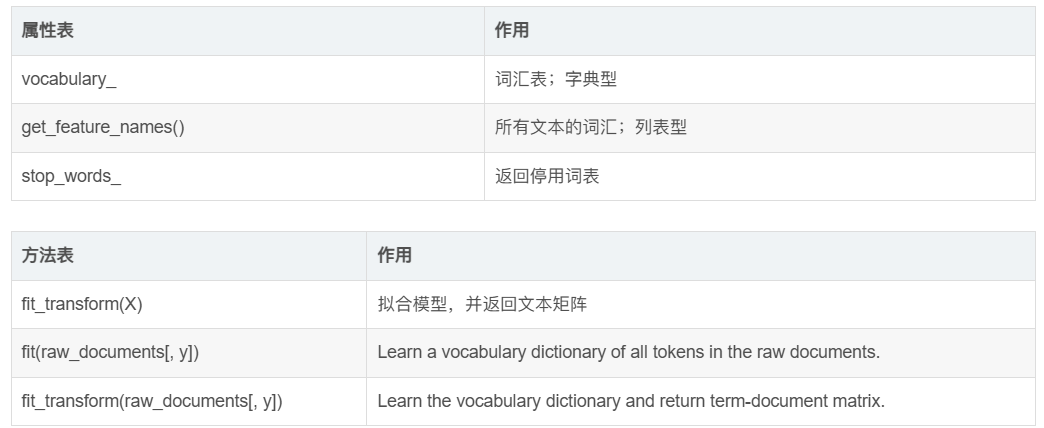 属性表 作用
vocabulary_ 词汇表；字典型
get_feature_names() 所有文本的词汇；列表型
stop_words_ 返回停用词表
方法表 作用
fit_transform(X) 拟合模型，并返回文本矩阵
fit(raw_documents[, y]) Learn a vocabulary dictionary of all tokens in the raw documents.
fit_transform(raw_documents[, y]) Learn the vocabulary dictionary and return term-document matrix.